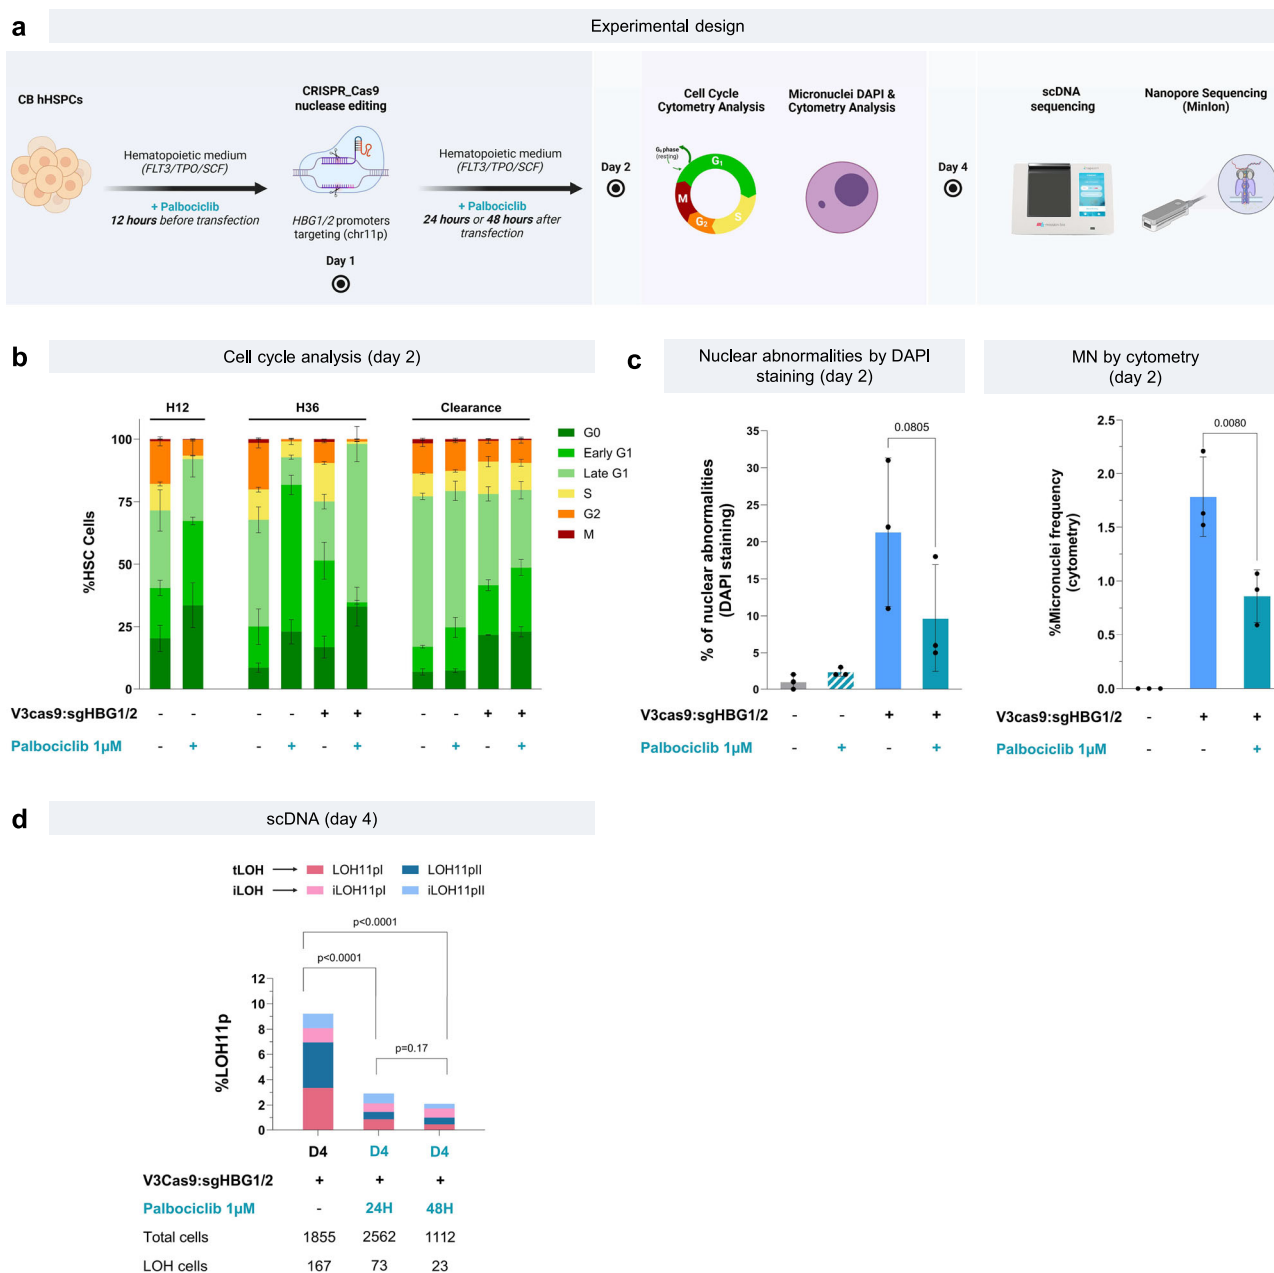 a
Experimental design
CB hHSPCs
Hematopoietic medium
(FLT3/TPO/SCF)
+ Palbociclib
12 hours before transfection
CRISPR_Cas9
nuclease editing
HBG1/2 promoters
targeting (chr11p)
Day 1
Hematopoietic medium
(FLT3/TPO/SCF)
+ Palbociclib
24 hours or 48 hours after
transfection
Day 2
Cell Cycle
Cytometry Analysis
G0 phase
(resting)
G1
S
G2
M
Micronuclei DAPI &
Cytometry Analysis
Day 4
scDNA
sequencing
Nanopore Sequencing
(MinIon)
b
Cell cycle analysis (day 2)
H12
H36
Clearance
%HSC Cells
100
75
50
25
0
G0
Early G1
Late G1
S
G2
M
V3cas9:sgHBG1/2 - - - - + + - - + +
Palbociclib 1µM - + - + - + - + - +
c
Nuclear abnormalities by DAPI
staining (day 2)
% of nuclear abnormalities
(DAPI staining)
35
30
25
20
15
10
5
0
0.0805
V3cas9:sgHBG1/2 - - + +
Palbociclib 1µM - + - +
MN by cytometry
(day 2)
%Micronuclei frequency
(cytometry)
2.5
2.0
1.5
1.0
0.5
0.0
0.0080
V3cas9:sgHBG1/2 - + +
Palbociclib 1µM - - +
d
scDNA (day 4)
tLOH LOH11pI LOH11pII
iLOH iLOH11pI iLOH11pII
p<0.0001
p<0.0001
p=0.17
%LOH11p
12
10
8
6
4
2
0
D4 D4 D4
V3Cas9:sgHBG1/2 + + +
Palbociclib 1µM - 24H 48H
Total cells 1855 2562 1112
LOH cells 167 73 23